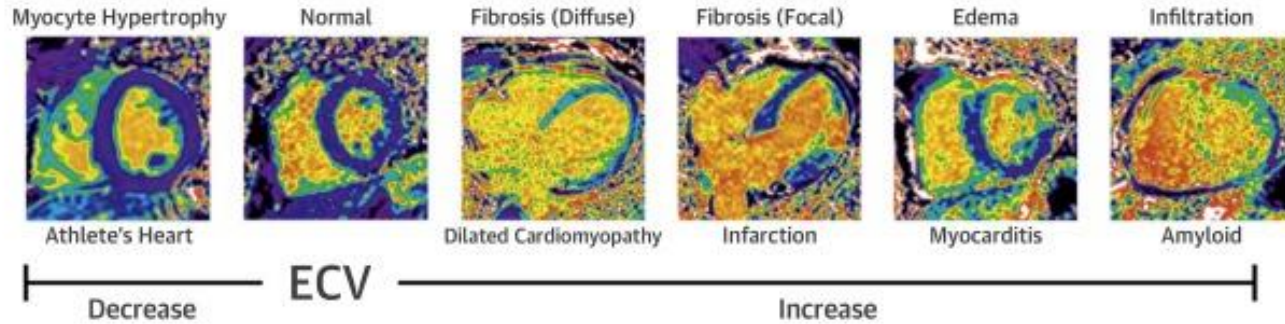 Myocyte Hypertrophy Normal Fibrosis (Diffuse) Fibrosis (Focal) Edema Infiltration
Athlete's Heart Dilated Cardiomyopathy Infarction Myocarditis Amyloid
ECV
Decrease Increase